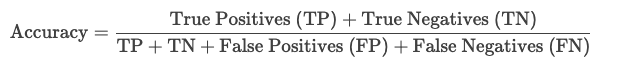 Accuracy = True Positives (TP) + True Negatives (TN)
TP + TN + False Positives (FP) + False Negatives (FN)